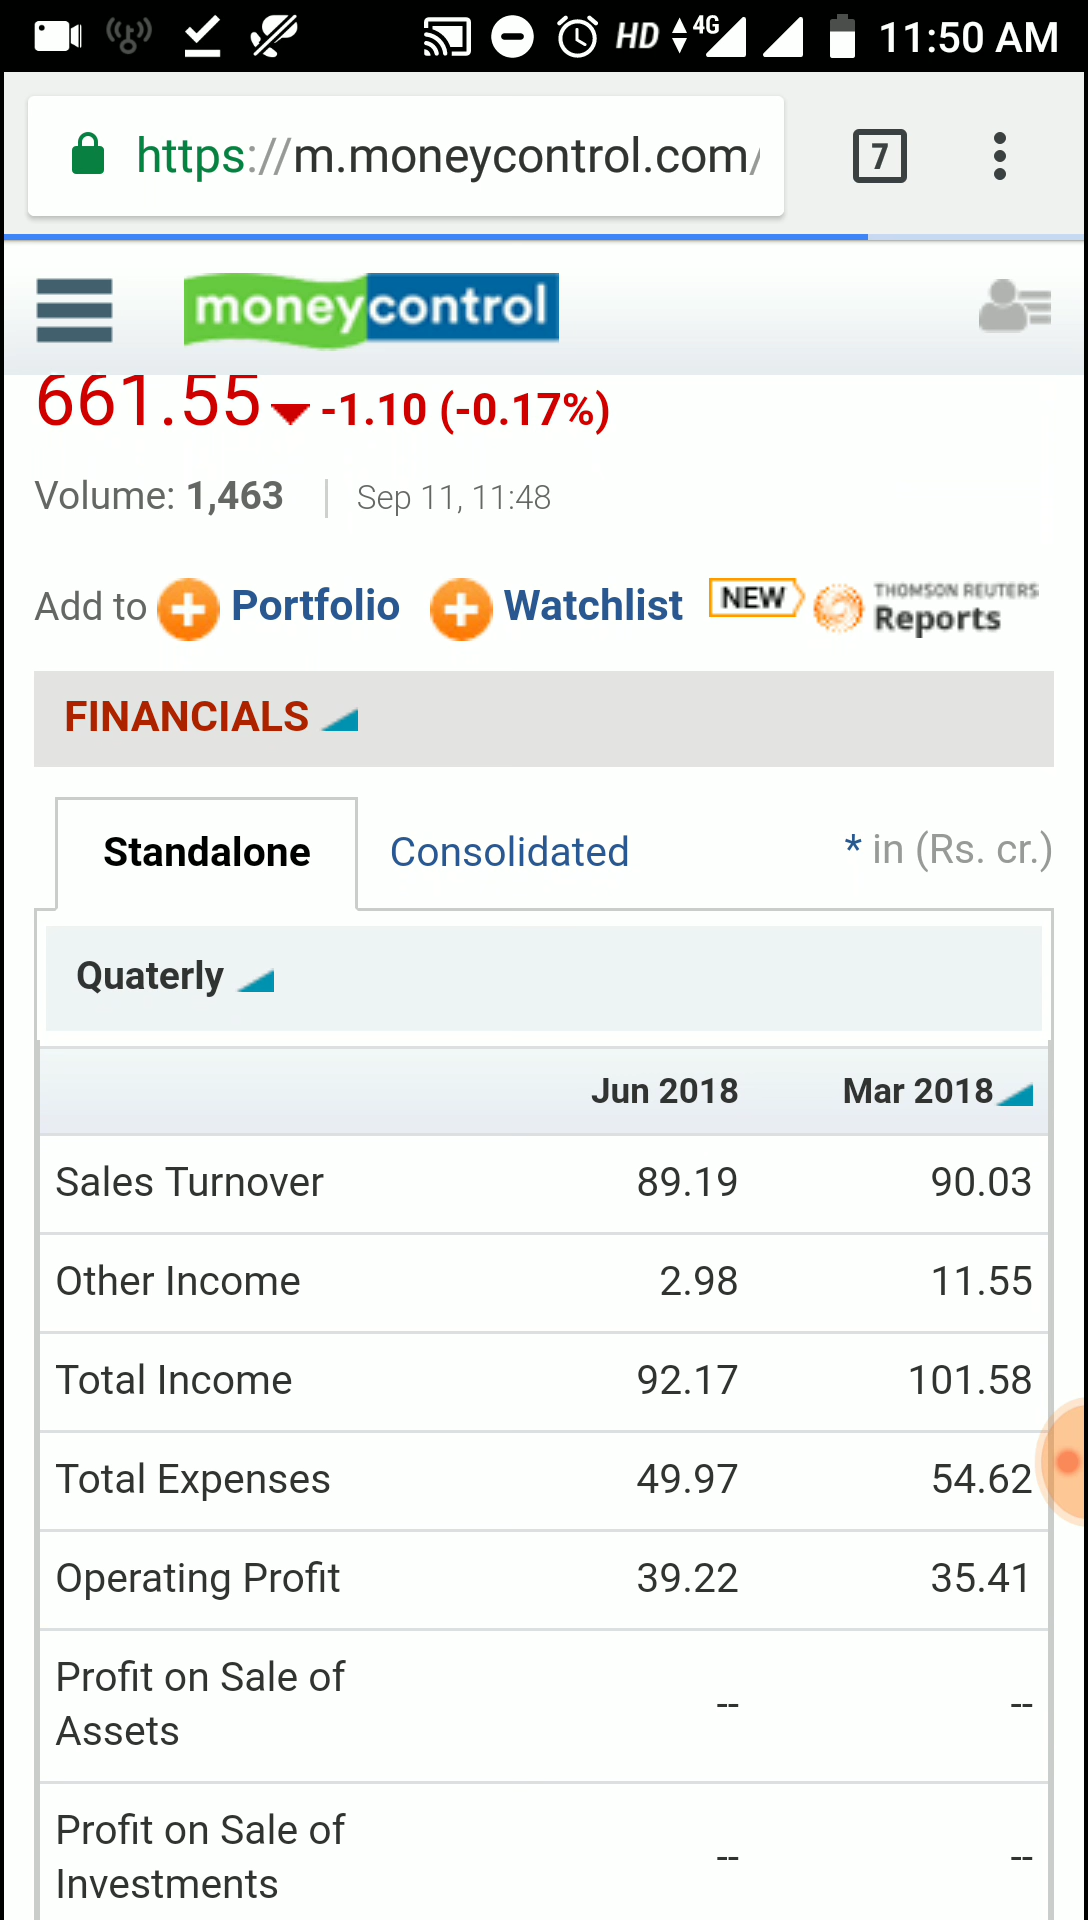 HD 4G 11:50 AM
https://m.moneycontrol.com/ 7
moneycontrol
661.55 -1.10 (-0.17%)
Volume: 1,463 | Sep 11, 11:48
Add to Portfolio Watchlist NEW THOMSON REUTERS Reports
FINANCIALS
Standalone Consolidated * in (Rs. cr.)
Quaterly
Jun 2018 Mar 2018
Sales Turnover 89.19 90.03
Other Income 2.98 11.55
Total Income 92.17 101.58
Total Expenses 49.97 54.62
Operating Profit 39.22 35.41
Profit on Sale of
Assets -- --
Profit on Sale of
Investments -- --